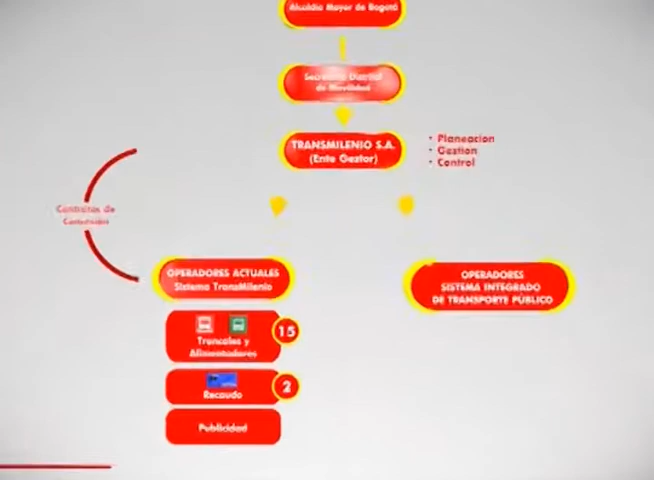 Alcaldía Mayor de Bogotá
Secretaría Distrital
de Movilidad
TRANSMILENIO S.A.
(Ente Gestor)
• Planeacion
• Gestion
• Control
Contratos de
OPERADORES ACTUALES
Sistema TransMilenio
OPERADORES
SISTEMA INTEGRADO
DE TRANSPORTE PÚBLICO
15
Troncales y
Alimentadores
2
Recaudo
Publicidad